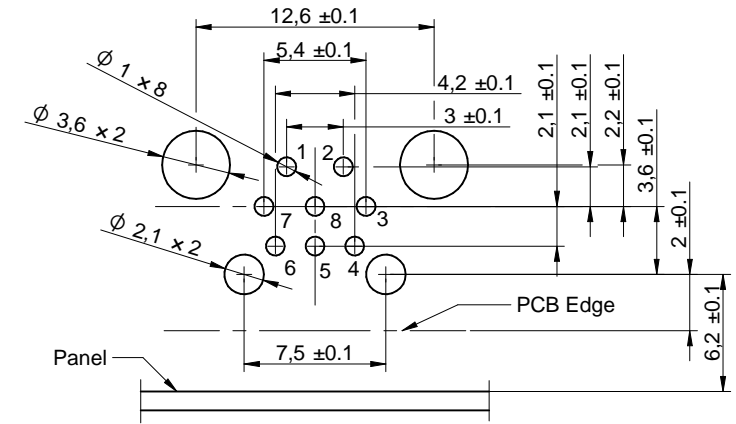 12,6 ±0.1
5,4 ±0.1
4,2 ±0.1
3 ±0.1
ϕ 1 × 8
ϕ 3,6 × 2
2,1 ±0.1
2,1 ±0.1
2,2 ±0.1
3,6 ±0.1
1 2
7 8 3
6 5 4
ϕ 2,1 × 2
2 ±0.1
PCB Edge
6,2 ±0.1
7,5 ±0.1
Panel